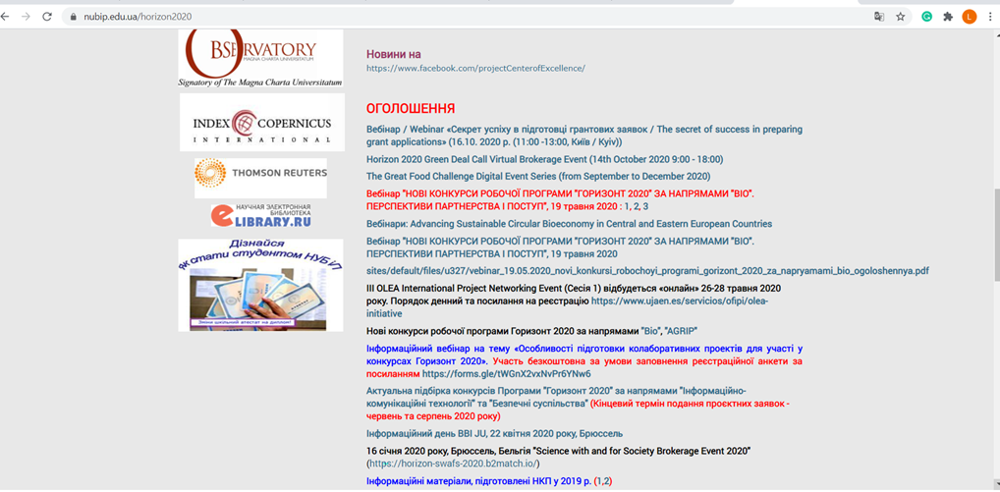 nubip.edu.ua/horizon2020
OBSERVATORY
MAGNA CHARTA UNIVERSITATUM
Signatory of The Magna Charta Universitatum
INDEX COPERNICUS
INTERNATIONAL
THOMSON REUTERS
НАУЧНАЯ ЭЛЕКТРОННАЯ
БИБЛИОТЕКА
eLIBRARY.RU
Дізнайся
як стати студентом НУБіП
Зміни шкільний атестат на диплом!
Новини на
https://www.facebook.com/projectCenterofExcellence/
ОГОЛОШЕННЯ
Вебінар / Webinar «Секрет успіху в підготовці грантових заявок / The secret of success in preparing
grant applications» (16.10. 2020 р. (11:00 -13:00, Київ / Kyiv))
Horizon 2020 Green Deal Call Virtual Brokerage Event (14th October 2020 9:00 - 18:00)
The Great Food Challenge Digital Event Series (from September to December 2020)
Вебінар "НОВІ КОНКУРСИ РОБОЧОЇ ПРОГРАМИ "ГОРИЗОНТ 2020" ЗА НАПРЯМАМИ "ВІО".
ПЕРСПЕКТИВИ ПАРТНЕРСТВА І ПОСТУП", 19 травня 2020 : 1, 2, 3
Вебінари: Advancing Sustainable Circular Bioeconomy in Central and Eastern European Countries
Вебінар "НОВІ КОНКУРСИ РОБОЧОЇ ПРОГРАМИ "ГОРИЗОНТ 2020" ЗА НАПРЯМАМИ "ВІО".
ПЕРСПЕКТИВИ ПАРТНЕРСТВА І ПОСТУП", 19 травня 2020
sites/default/files/u327/vebinar_19.05.2020_novi_konkursi_robochoyi_programi_gorizont_2020_za_napryamami_bio_ogoloshennya.pdf
III OLEA International Project Networking Event (Сесія 1) відбудеться «онлайн» 26-28 травня 2020
року. Порядок денний та посилання на реєстрацію https://www.ujaen.es/servicios/ofipi/olea-
initiative
Нові конкурси робочої програми Горизонт 2020 за напрямами "Bio", "AGRIP"
Інформаційний вебінар на тему «Особливості підготовки колаборативних проектів для участі у
конкурсах Горизонт 2020». Участь безкоштовна за умови заповнення реєстраційної анкети за
посиланням https://forms.gle/tWGnX2vxNvPr6YNw6
Актуальна підбірка конкурсів Програми "Горизонт 2020" за напрямами "Інформаційно-
комунікаційні технології" та "Безпечні суспільства" (Кінцевий термін подання проєктних заявок -
червень та серпень 2020 року)
Інформаційний день BBI JU, 22 квітня 2020 року, Брюссель
16 січня 2020 року, Брюссель, Бельгія "Science with and for Society Brokerage Event 2020"
(https://horizon-swafs-2020.b2match.io/)
Інформаційні матеріали, підготовлені НКП у 2019 р. (1,2)